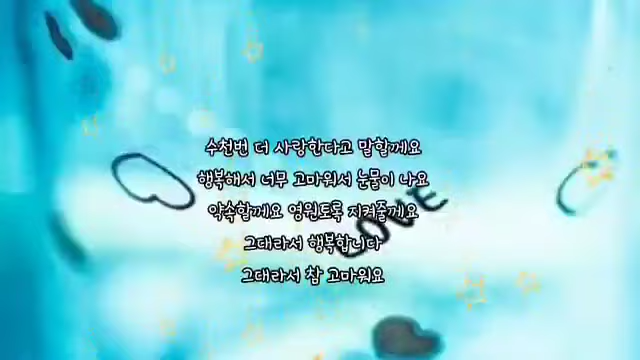 수천번 더 사랑한다고 말할께요
행복해서 너무 고마워서 눈물이 나요
약속할께요 영원토록 지켜줄께요
LOVE
그대라서 행복합니다
그대라서 참 고마워요